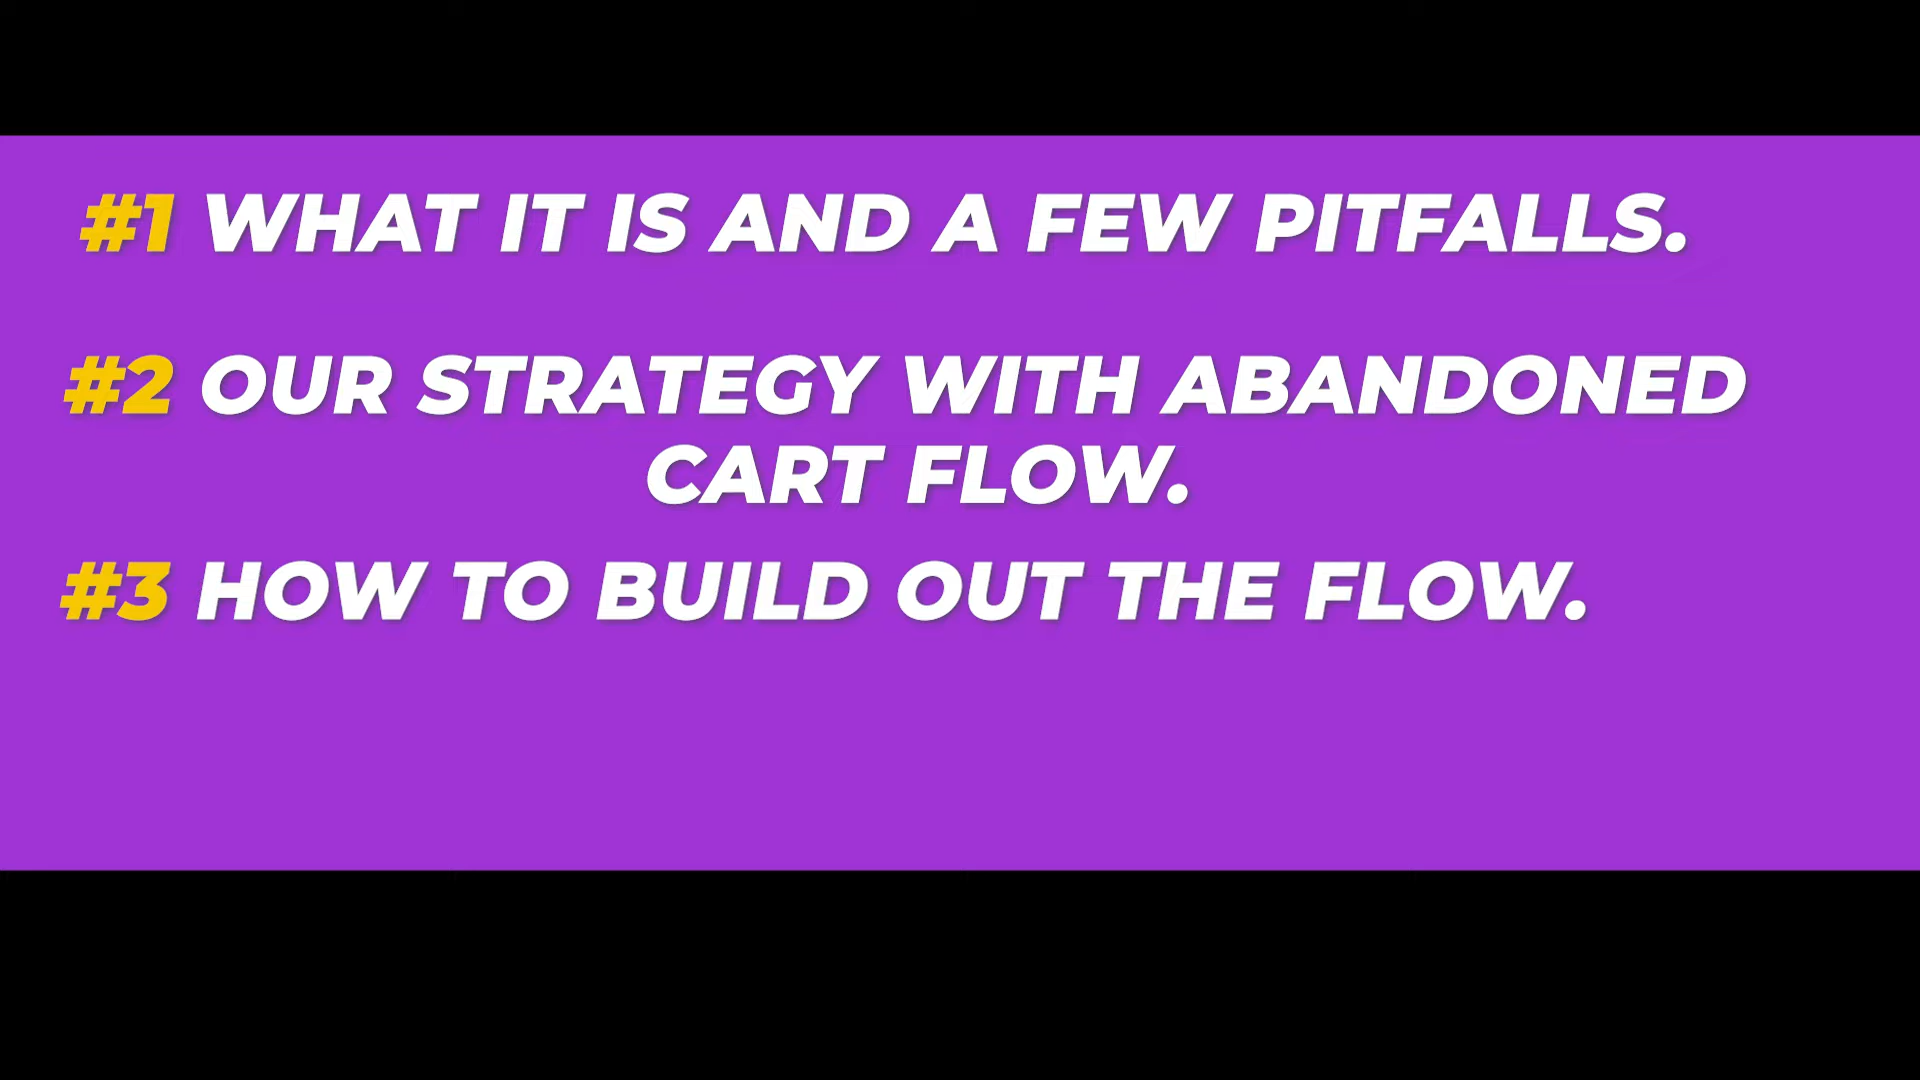 #1 WHAT IT IS AND A FEW PITFALLS.
#2 OUR STRATEGY WITH ABANDONED
CART FLOW.
#3 HOW TO BUILD OUT THE FLOW.